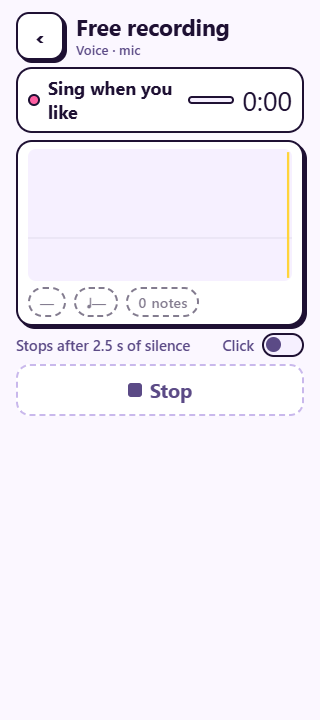 ‹
Free recording
Voice · mic
Sing when you
like
0:00
—
♩—
0 notes
Stops after 2.5 s of silence
Click
Stop